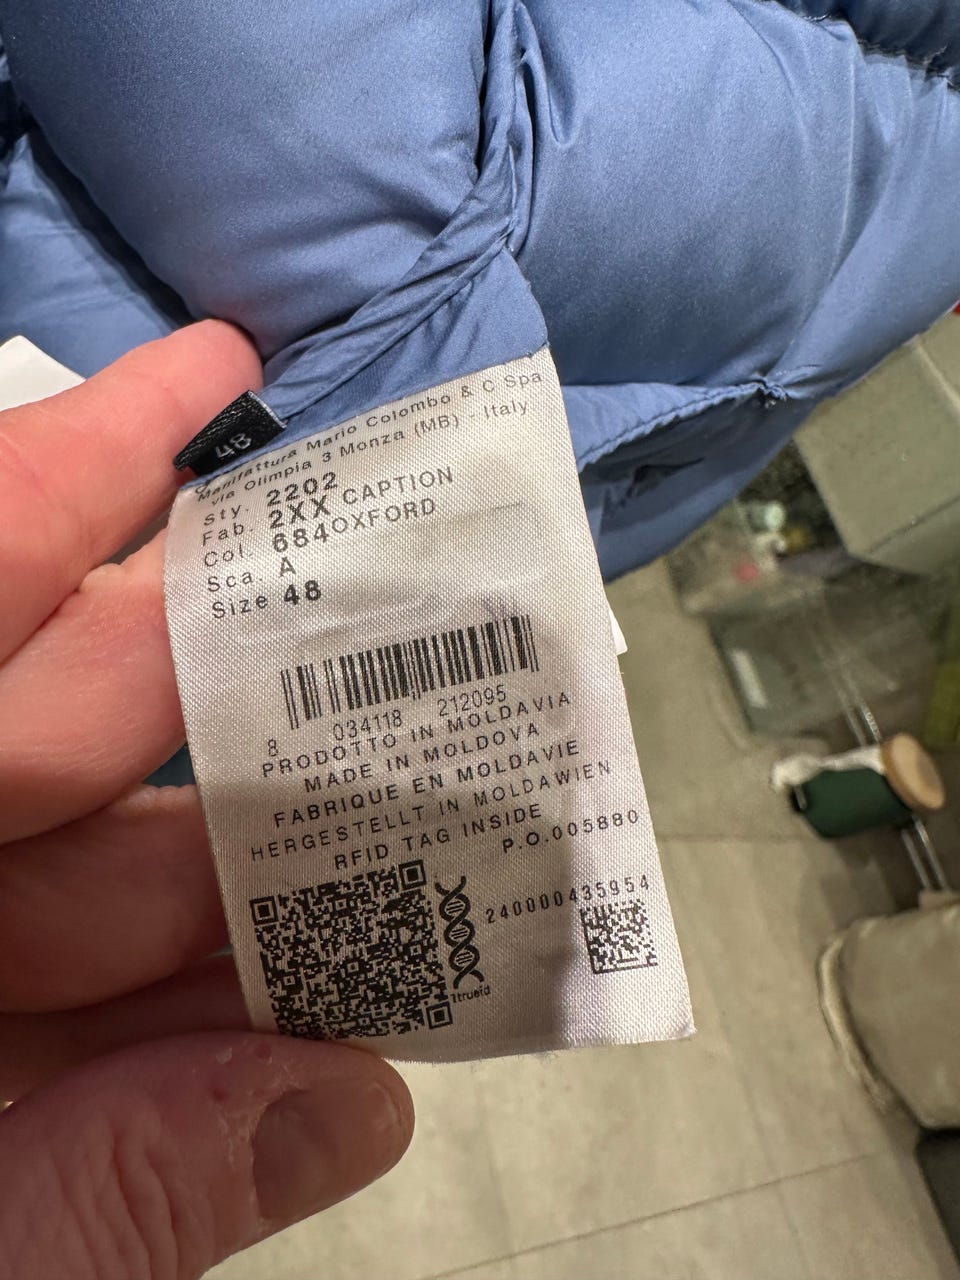 48
Manifattura Mario Colombo & C Spa
via Olimpia 3 Monza (MB) - Italy
Sty. 2202
Fab. 2XX CAPTION
Col. 684OXFORD
Sca. A
Size 48
8 034118 212095
PRODOTTO IN MOLDAVIA
MADE IN MOLDOVA
FABRIQUE EN MOLDAVIE
HERGESTELLT IN MOLDAWIEN
RFID TAG INSIDE
P.O.005880
240000435954
1trueid